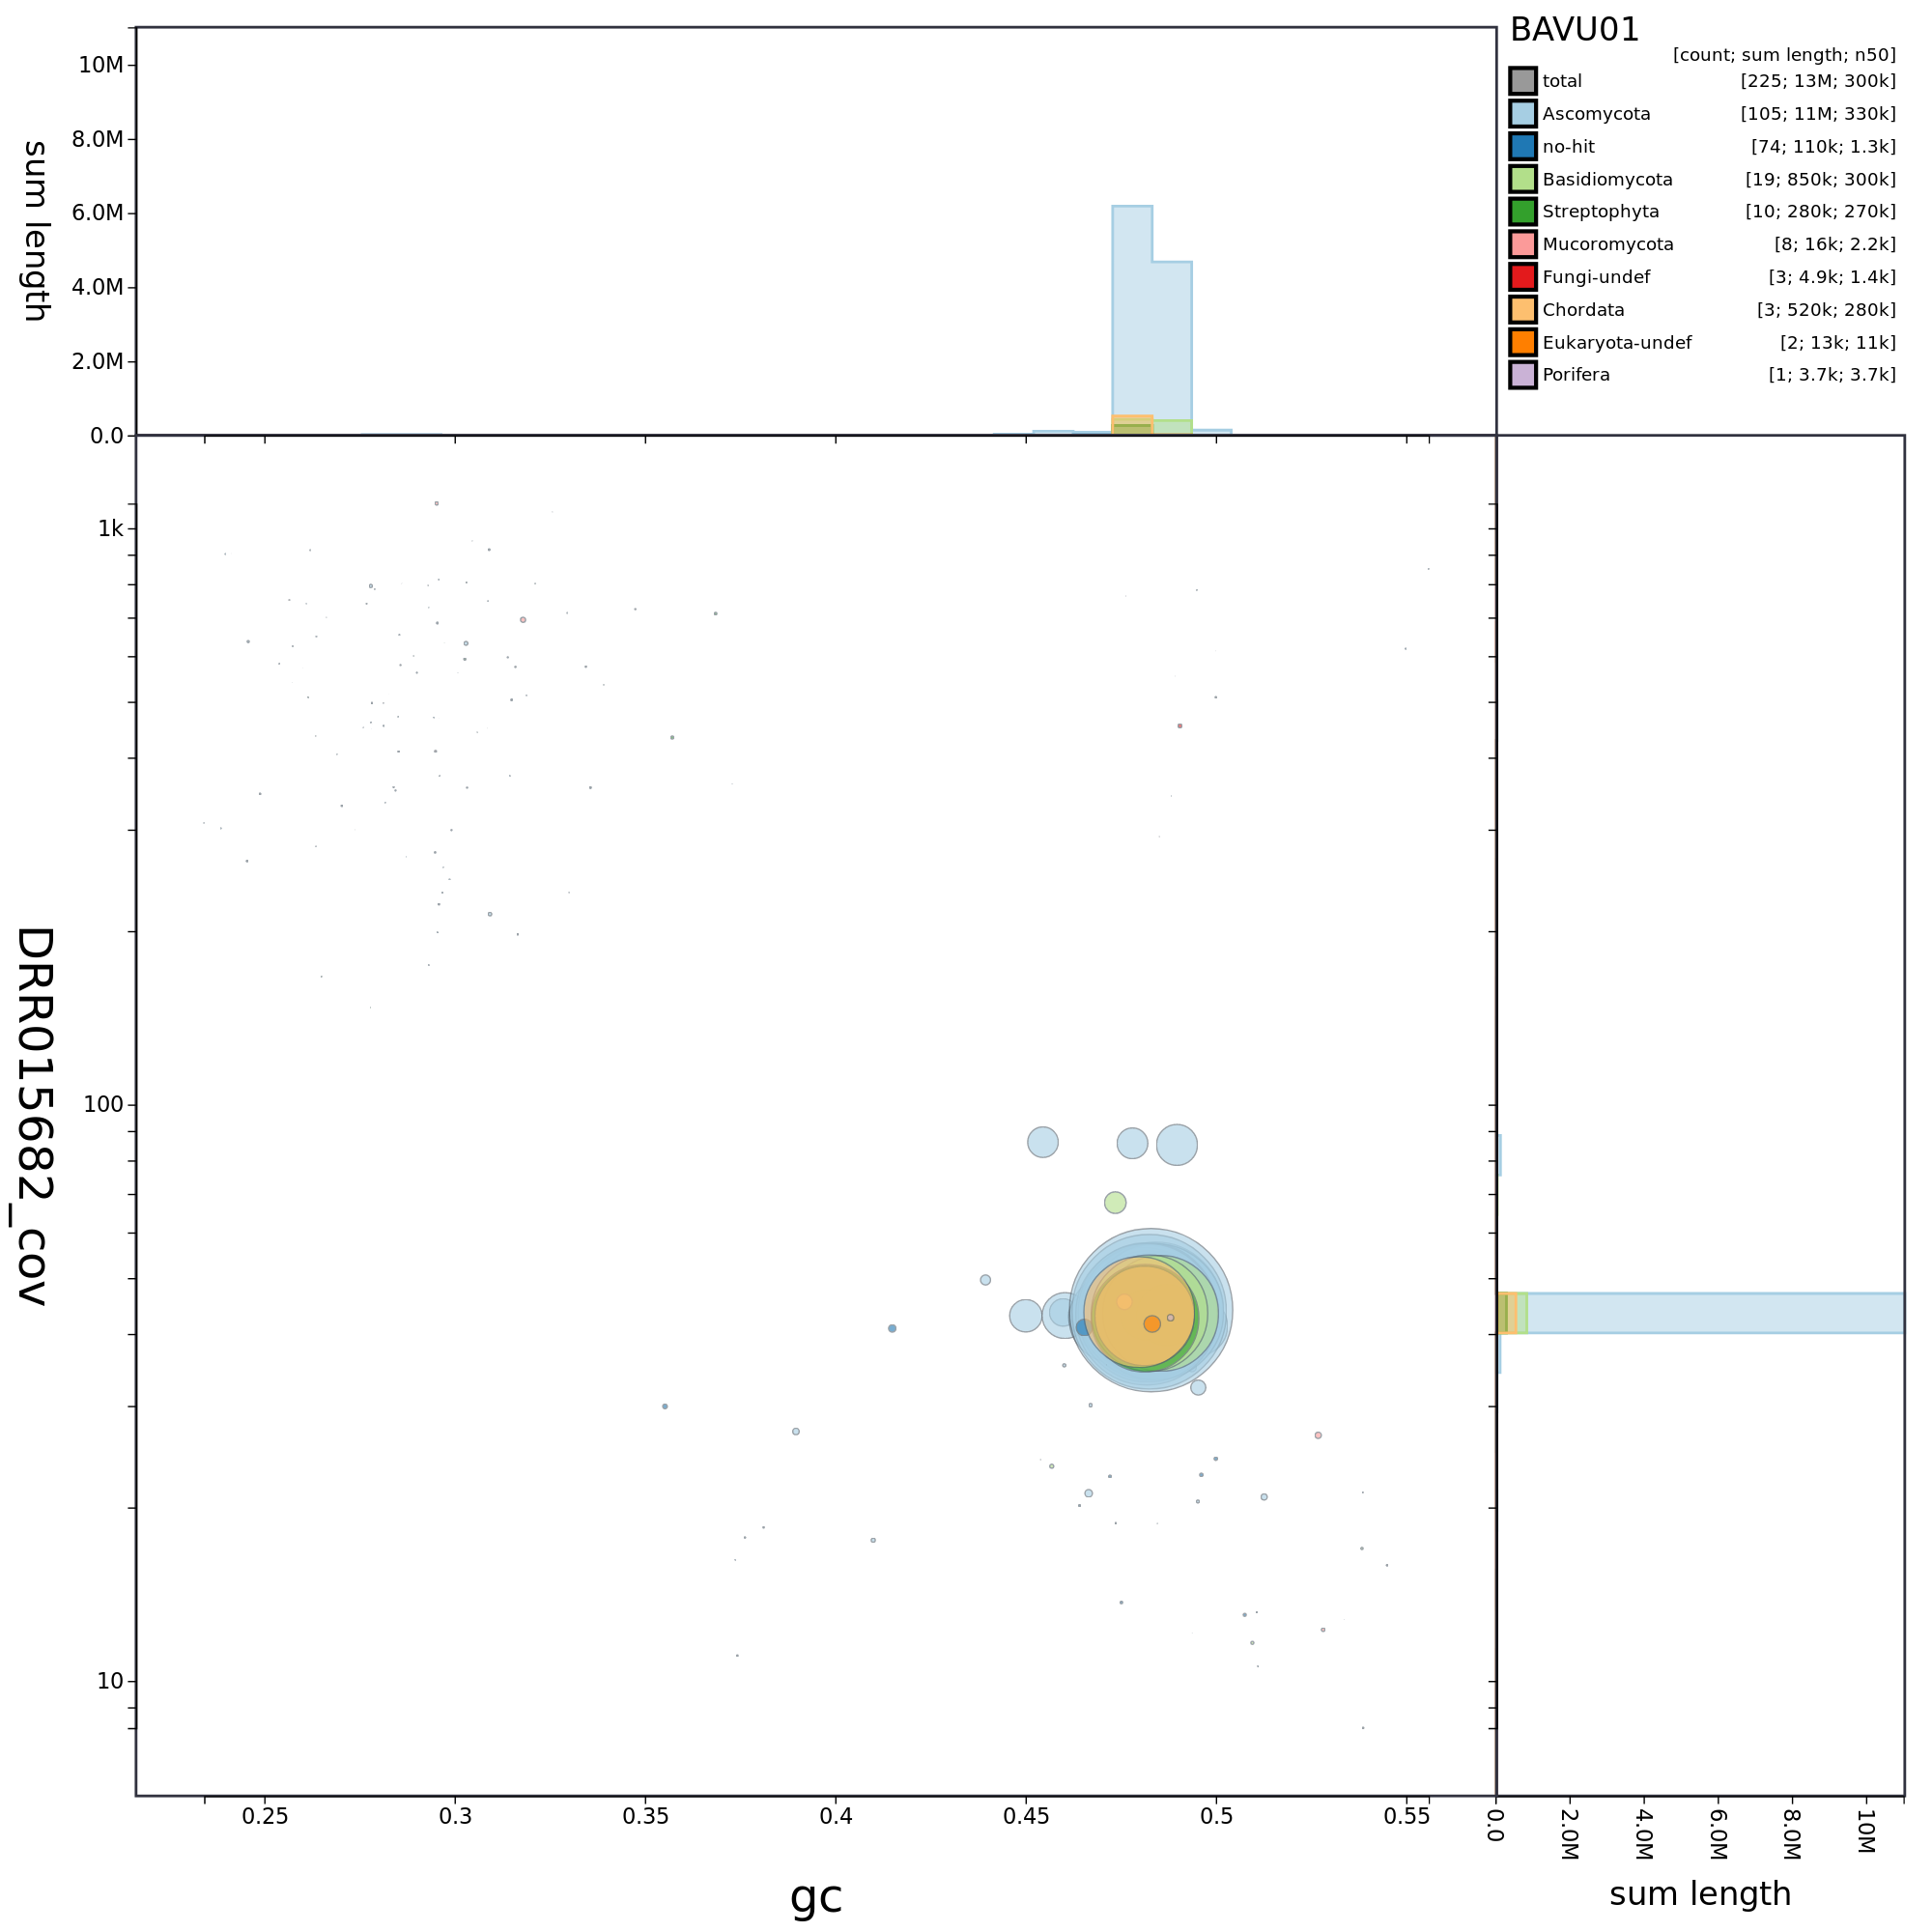 BAVU01
[count; sum length; n50]
total [225; 13M; 300k]
Ascomycota [105; 11M; 330k]
no-hit [74; 110k; 1.3k]
Basidiomycota [19; 850k; 300k]
Streptophyta [10; 280k; 270k]
Mucoromycota [8; 16k; 2.2k]
Fungi-undef [3; 4.9k; 1.4k]
Chordata [3; 520k; 280k]
Eukaryota-undef [2; 13k; 11k]
Porifera [1; 3.7k; 3.7k]
sum length
10M
8.0M
6.0M
4.0M
2.0M
0.0
DRR015682_cov
1k
100
10
0.25 0.3 0.35 0.4 0.45 0.5 0.55
gc
0.0 2.0M 4.0M 6.0M 8.0M 10M
sum length